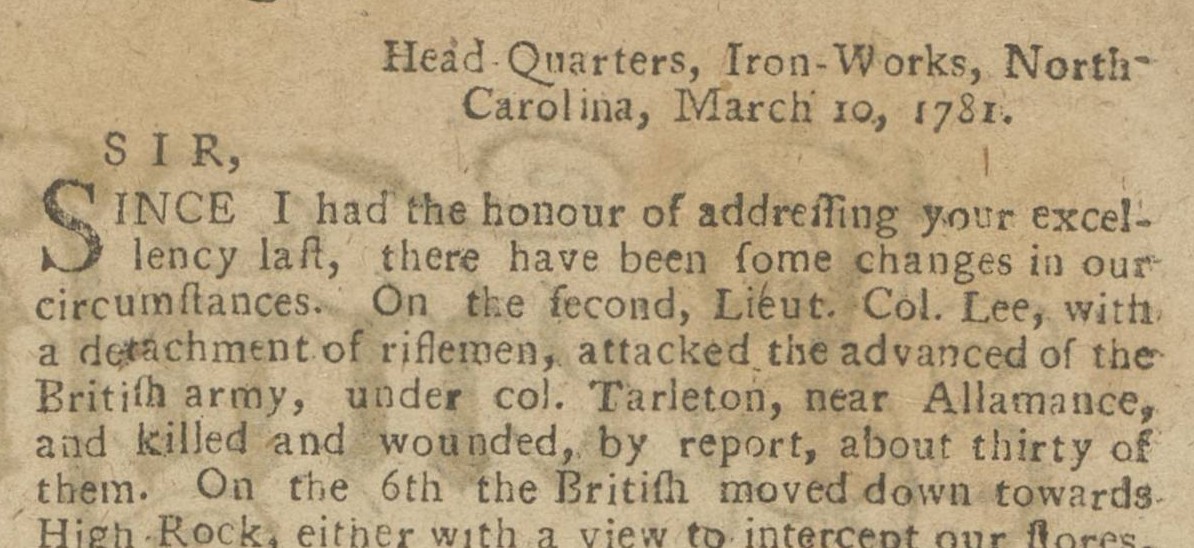 Head-Quarters, Iron-Works, North-
Carolina, March 10, 1781.
SIR,
SINCE I had the honour of addreſſing your excel-
lency laſt, there have been ſome changes in our
circumſtances. On the ſecond, Lieut. Col. Lee, with
a detachment of riflemen, attacked the advanced of the
Britiſh army, under col. Tarleton, near Allamance,
and killed and wounded, by report, about thirty of
them. On the 6th the Britiſh moved down towards
High Rock, either with a view to intercept our ſtores,